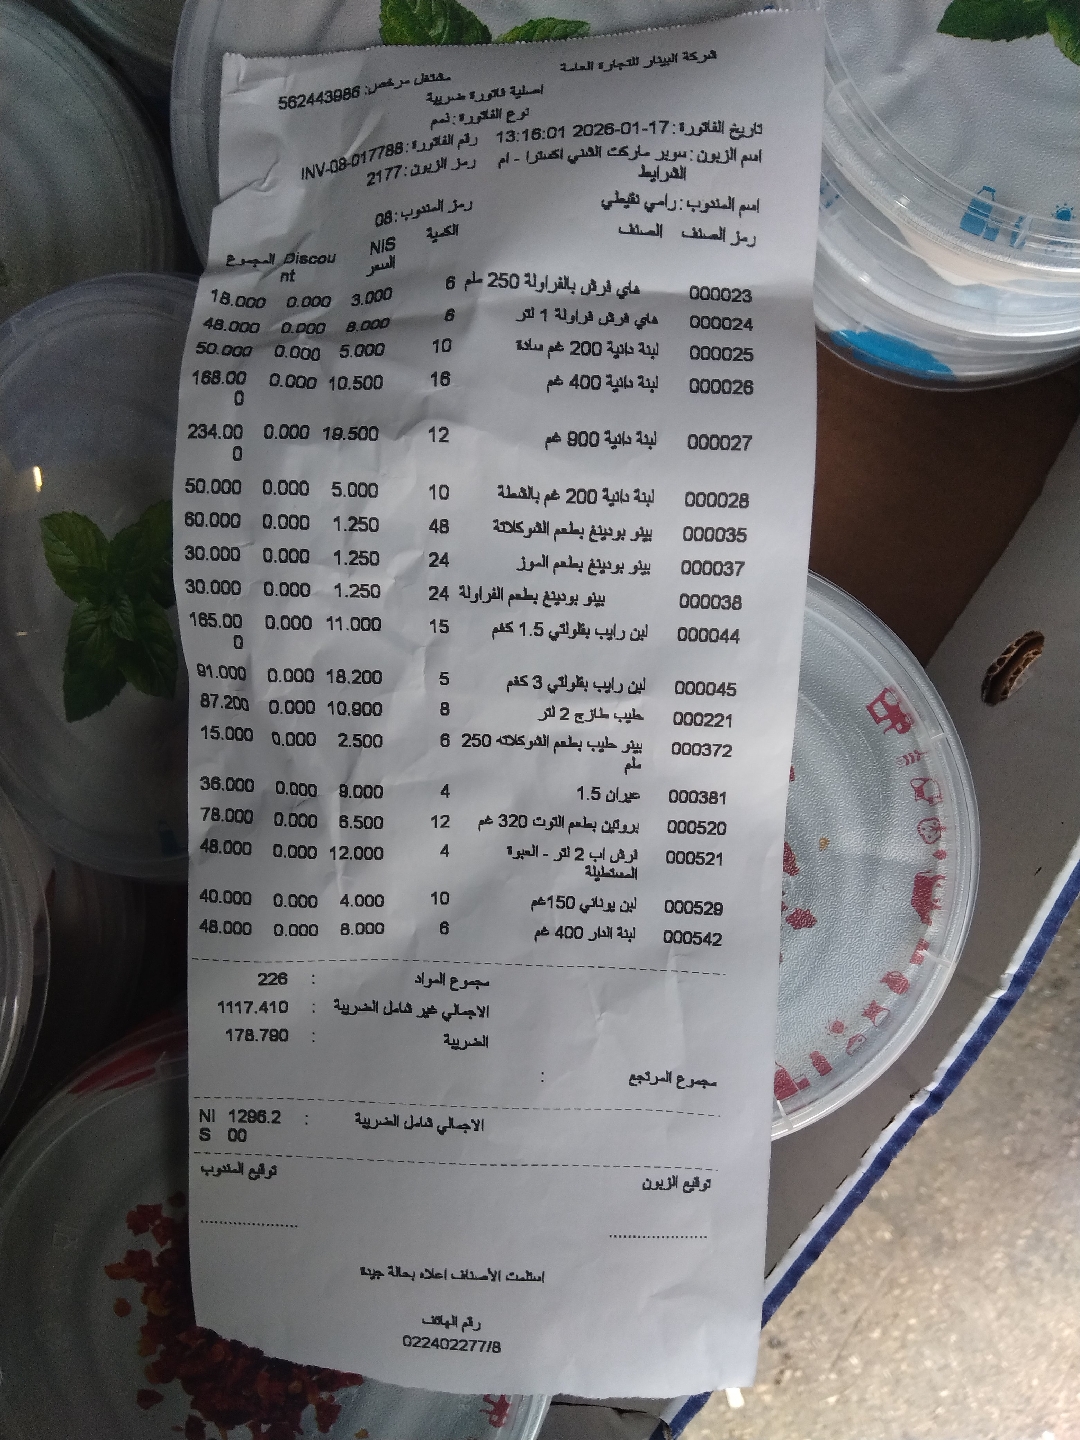 شركة البينار للتجارة العامة
مشتغل مرخص: 562443986
اصلية فاتورة ضريبية
نوع الفاتورة: نمم
تاريخ الفاتورة: 2026-01-17 13:16:01 رقم الفاتورة: INV-08-017788
اسم الزبون: سوبر ماركت الشني اكسترا - ام رمز الزبون: 2177
الشرايط
اسم المندوب: رامي نقيطي رمز المندوب: 08
رمز الصنف الصنف الكمية NIS السعر Discount المجموع
000023 هاي فرش بالفراولة 250 ملم 6 3.000 0.000 18.000
000024 هاي فرش فراولة 1 لتر 6 8.000 0.000 48.000
000025 لبنة دانية 200 غم سادة 10 5.000 0.000 50.000
000026 لبنة دانية 400 غم 16 10.500 0.000 168.000
000027 لبنة دانية 900 غم 12 19.500 0.000 234.000
000028 لبنة دانية 200 غم بالشطة 10 5.000 0.000 50.000
000035 بينو بودينغ بطعم الشوكلاتة 48 1.250 0.000 60.000
000037 بينو بودينغ بطعم الموز 24 1.250 0.000 30.000
000038 بينو بودينغ بطعم الفراولة 24 1.250 0.000 30.000
000044 لبن رايب بقلولتي 1.5 كغم 15 11.000 0.000 165.000
000045 لبن رايب بقلولتي 3 كغم 5 18.200 0.000 91.000
000221 حليب طازج 2 لتر 8 10.900 0.000 87.200
000372 بينو حليب بطعم الشوكلاته 250 6 2.500 0.000 15.000
ملم
000381 عيران 1.5 4 9.000 0.000 36.000
000520 بروتين بطعم التوت 320 غم 12 6.500 0.000 78.000
000521 فرش اب 2 لتر - العبوة 4 12.000 0.000 48.000
المستطيلة
000529 لبن يوناني 150غم 10 4.000 0.000 40.000
000542 لبنة الدار 400 غم 6 8.000 0.000 48.000
مجموع المواد : 226
الاجمالي غير شامل الضريبة : 1117.410
الضريبة : 178.790
مجموع المرتجع :
الاجمالي شامل الضريبة : 1296.200 NIS
توقيع الزبون توقيع المندوب
استلمت الأصناف اعلاه بحالة جيدة
رقم الهاتف
022402277/8